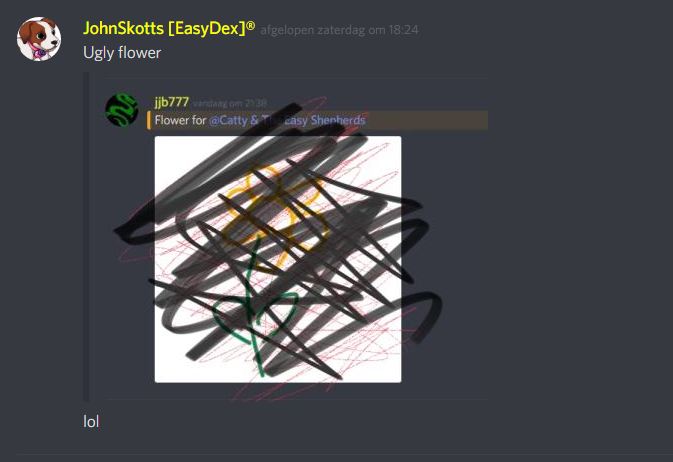 JohnSkotts [EasyDex]® afgelopen zaterdag om 18:24
Ugly flower
jjb777 vandaag om 21:38
Flower for @Catty & The Easy Shepherds
lol